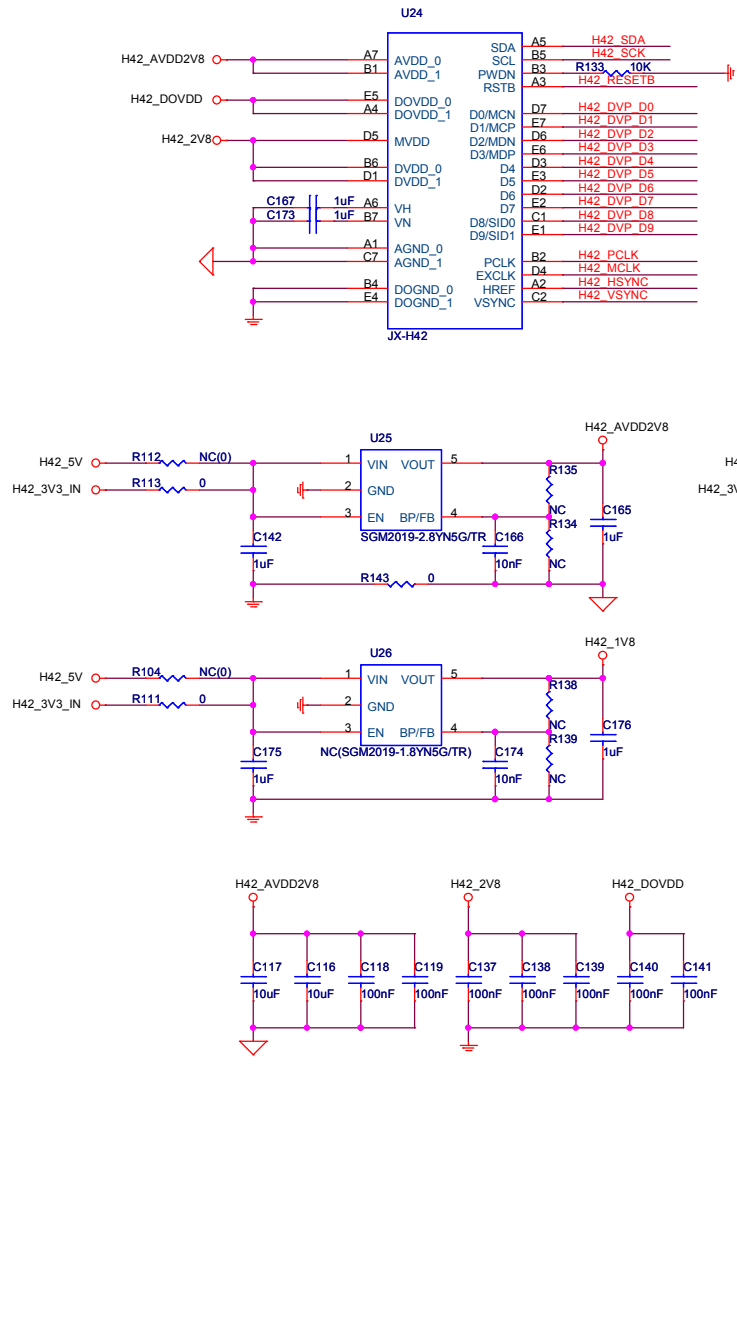 U24
H42_AVDD2V8
A7 AVDD_0
B1 AVDD_1
H42_DOVDD
E5 DOVDD_0
A4 DOVDD_1
H42_2V8
D5 MVDD
B6 DVDD_0
D1 DVDD_1
C167 1uF A6 VH
C173 1uF B7 VN
A1 AGND_0
C7 AGND_1
B4 DOGND_0
E4 DOGND_1
SDA A5 H42_SDA
SCL B5 H42_SCK
PWDN B3 R133 10K
RSTB A3 H42_RESETB
D0/MCN D7 H42_DVP_D0
D1/MCP E7 H42_DVP_D1
D2/MDN D6 H42_DVP_D2
D3/MDP E6 H42_DVP_D3
D4 D3 H42_DVP_D4
D5 E3 H42_DVP_D5
D6 D2 H42_DVP_D6
D7 E2 H42_DVP_D7
D8/SID0 C1 H42_DVP_D8
D9/SID1 E1 H42_DVP_D9
PCLK B2 H42_PCLK
EXCLK D4 H42_MCLK
HREF A2 H42_HSYNC
VSYNC C2 H42_VSYNC
JX-H42
H42_AVDD2V8
U25
H42_5V R112 NC(0) 1 VIN VOUT 5
H42_3V3_IN R113 0 2 GND
3 EN BP/FB 4
SGM2019-2.8YN5G/TR
R135
NC
R134
NC
C165
1uF
C142
1uF
C166
10nF
R143 0
H4
H42_3V
H42_1V8
U26
H42_5V R104 NC(0) 1 VIN VOUT 5
H42_3V3_IN R111 0 2 GND
3 EN BP/FB 4
NC(SGM2019-1.8YN5G/TR)
R138
NC
R139
NC
C176
1uF
C175
1uF
C174
10nF
H42_AVDD2V8 H42_2V8 H42_DOVDD
C117 C116 C118 C119 C137 C138 C139 C140 C141
10uF 10uF 100nF 100nF 100nF 100nF 100nF 100nF 100nF